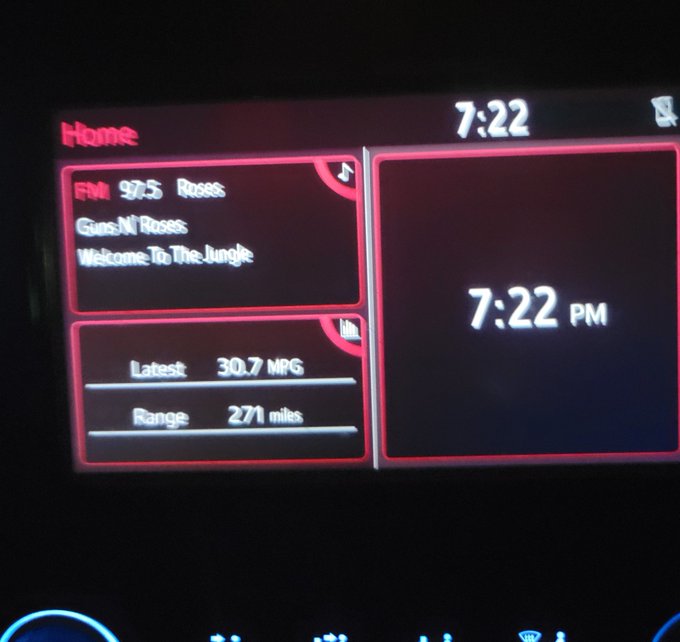 Home
7:22
FM 97.5 Roses
Guns N' Roses
Welcome To The Jungle
Latest 30.7 MPG
Range 271 miles
7:22 PM